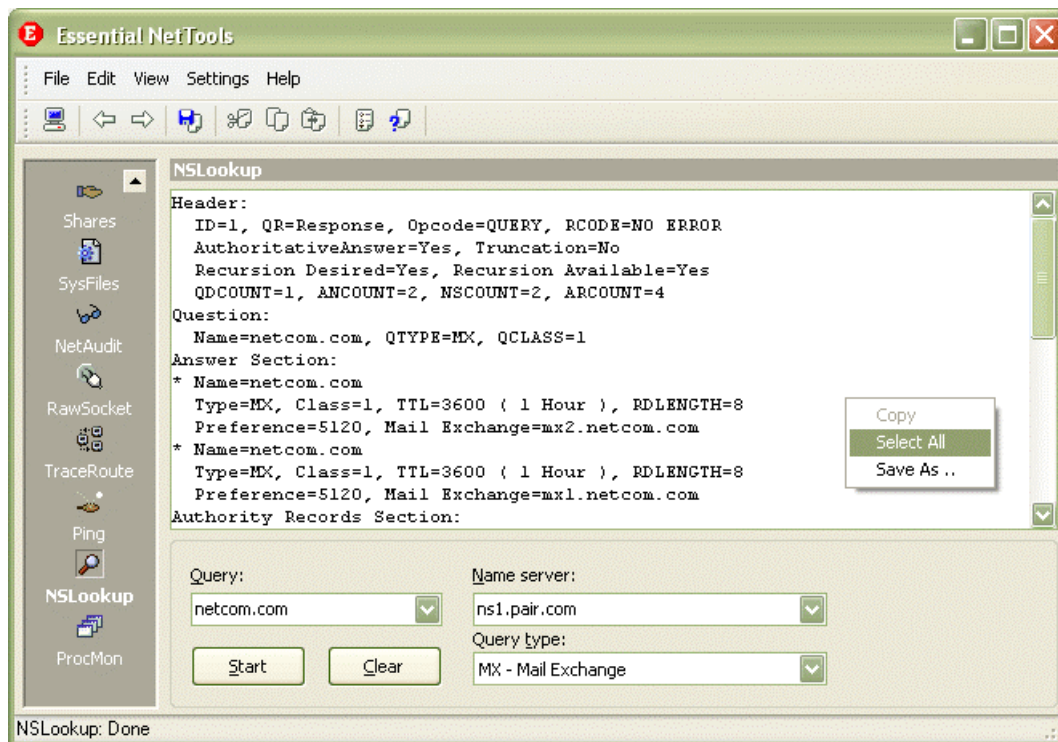 E Essential NetTools
File Edit View Settings Help
Shares
SysFiles
NetAudit
RawSocket
TraceRoute
Ping
NSLookup
ProcMon
NSLookup
Header:
ID=1, QR=Response, Opcode=QUERY, RCODE=NO ERROR
AuthoritativeAnswer=Yes, Truncation=No
Recursion Desired=Yes, Recursion Available=Yes
QDCOUNT=1, ANCOUNT=2, NSCOUNT=2, ARCOUNT=4
Question:
Name=netcom.com, QTYPE=MX, QCLASS=1
Answer Section:
* Name=netcom.com
Type=MX, Class=1, TTL=3600 ( 1 Hour ), RDLENGTH=8
Preference=5120, Mail Exchange=mx2.netcom.com
* Name=netcom.com
Type=MX, Class=1, TTL=3600 ( 1 Hour ), RDLENGTH=8
Preference=5120, Mail Exchange=mx1.netcom.com
Authority Records Section:
Copy
Select All
Save As ..
Query:
netcom.com
Start Clear
Name server:
ns1.pair.com
Query type:
MX - Mail Exchange
NSLookup: Done